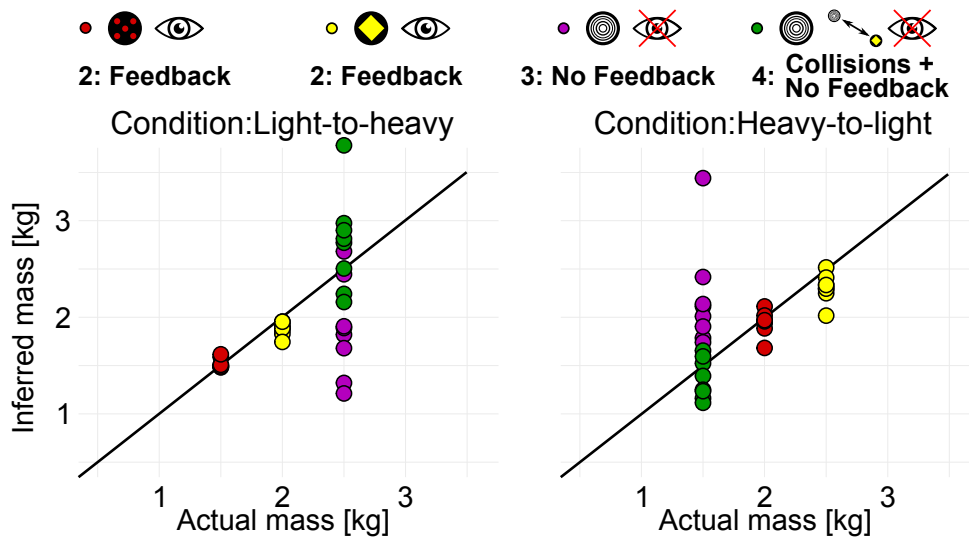 2: Feedback
2: Feedback
3: No Feedback
4: Collisions +
No Feedback
Condition:Light-to-heavy
Condition:Heavy-to-light
Inferred mass [kg]
3
2
1
1 2 3
1 2 3
Actual mass [kg]
Actual mass [kg]